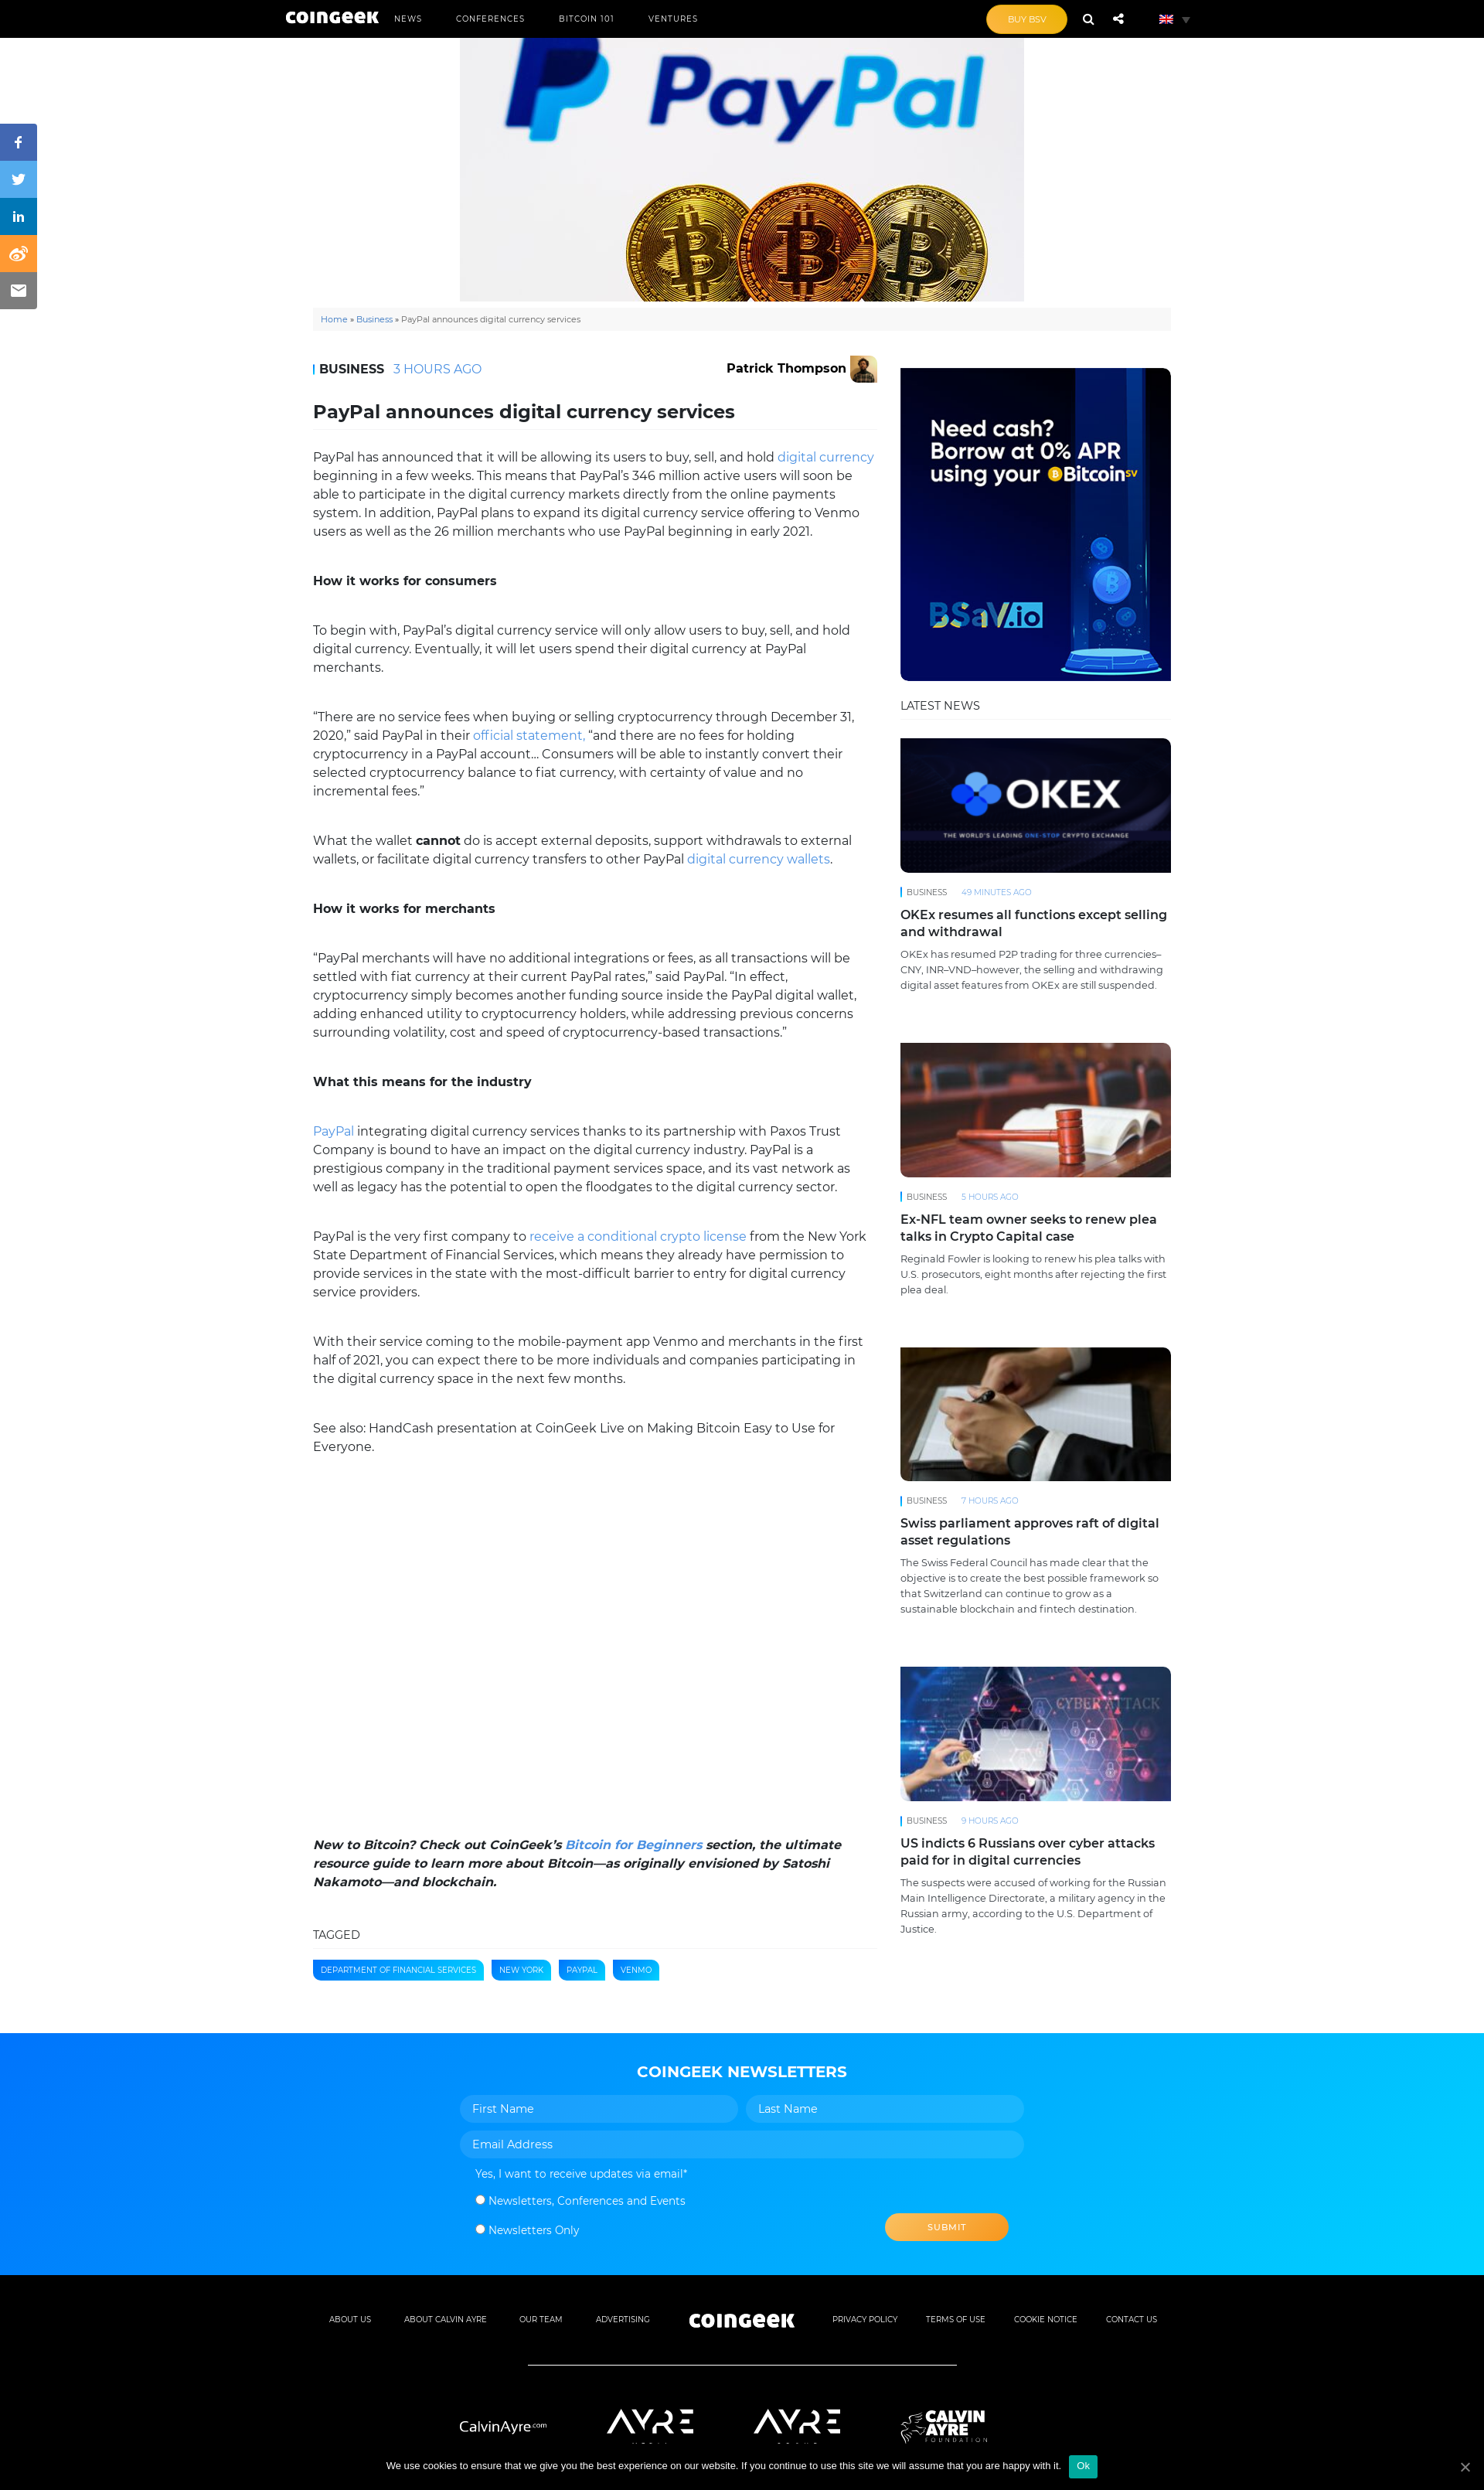 coingeek
NEWS
CONFERENCES
BITCOIN 101
VENTURES
BUY BSV
PayPal
Home » Business » PayPal announces digital currency services
BUSINESS 3 HOURS AGO
Patrick Thompson
PayPal announces digital currency services
PayPal has announced that it will be allowing its users to buy, sell, and hold digital currency
beginning in a few weeks. This means that PayPal’s 346 million active users will soon be
able to participate in the digital currency markets directly from the online payments
system. In addition, PayPal plans to expand its digital currency service offering to Venmo
users as well as the 26 million merchants who use PayPal beginning in early 2021.
How it works for consumers
To begin with, PayPal’s digital currency service will only allow users to buy, sell, and hold
digital currency. Eventually, it will let users spend their digital currency at PayPal
merchants.
“There are no service fees when buying or selling cryptocurrency through December 31,
2020,” said PayPal in their official statement, “and there are no fees for holding
cryptocurrency in a PayPal account… Consumers will be able to instantly convert their
selected cryptocurrency balance to fiat currency, with certainty of value and no
incremental fees.”
What the wallet cannot do is accept external deposits, support withdrawals to external
wallets, or facilitate digital currency transfers to other PayPal digital currency wallets.
How it works for merchants
“PayPal merchants will have no additional integrations or fees, as all transactions will be
settled with fiat currency at their current PayPal rates,” said PayPal. “In effect,
cryptocurrency simply becomes another funding source inside the PayPal digital wallet,
adding enhanced utility to cryptocurrency holders, while addressing previous concerns
surrounding volatility, cost and speed of cryptocurrency-based transactions.”
What this means for the industry
PayPal integrating digital currency services thanks to its partnership with Paxos Trust
Company is bound to have an impact on the digital currency industry. PayPal is a
prestigious company in the traditional payment services space, and its vast network as
well as legacy has the potential to open the floodgates to the digital currency sector.
PayPal is the very first company to receive a conditional crypto license from the New York
State Department of Financial Services, which means they already have permission to
provide services in the state with the most-difficult barrier to entry for digital currency
service providers.
With their service coming to the mobile-payment app Venmo and merchants in the first
half of 2021, you can expect there to be more individuals and companies participating in
the digital currency space in the next few months.
See also: HandCash presentation at CoinGeek Live on Making Bitcoin Easy to Use for
Everyone.
New to Bitcoin? Check out CoinGeek’s Bitcoin for Beginners section, the ultimate
resource guide to learn more about Bitcoin—as originally envisioned by Satoshi
Nakamoto—and blockchain.
TAGGED
DEPARTMENT OF FINANCIAL SERVICES
NEW YORK
PAYPAL
VENMO
Need cash?
Borrow at 0% APR
using your BitcoinSV
BSaV.io
LATEST NEWS
OKEX
THE WORLD'S LEADING ONE-STOP CRYPTO EXCHANGE
BUSINESS 49 MINUTES AGO
OKEx resumes all functions except selling
and withdrawal
OKEx has resumed P2P trading for three currencies–
CNY, INR–VND–however, the selling and withdrawing
digital asset features from OKEx are still suspended.
BUSINESS 5 HOURS AGO
Ex-NFL team owner seeks to renew plea
talks in Crypto Capital case
Reginald Fowler is looking to renew his plea talks with
U.S. prosecutors, eight months after rejecting the first
plea deal.
BUSINESS 7 HOURS AGO
Swiss parliament approves raft of digital
asset regulations
The Swiss Federal Council has made clear that the
objective is to create the best possible framework so
that Switzerland can continue to grow as a
sustainable blockchain and fintech destination.
CYBER ATTACK
BUSINESS 9 HOURS AGO
US indicts 6 Russians over cyber attacks
paid for in digital currencies
The suspects were accused of working for the Russian
Main Intelligence Directorate, a military agency in the
Russian army, according to the U.S. Department of
Justice.
COINGEEK NEWSLETTERS
First Name
Last Name
Email Address
Yes, I want to receive updates via email*
Newsletters, Conferences and Events
Newsletters Only
SUBMIT
ABOUT US
ABOUT CALVIN AYRE
OUR TEAM
ADVERTISING
coingeek
PRIVACY POLICY
TERMS OF USE
COOKIE NOTICE
CONTACT US
CalvinAyre.com
AYRE
AYRE
CALVIN
AYRE
FOUNDATION
We use cookies to ensure that we give you the best experience on our website. If you continue to use this site we will assume that you are happy with it.
Ok